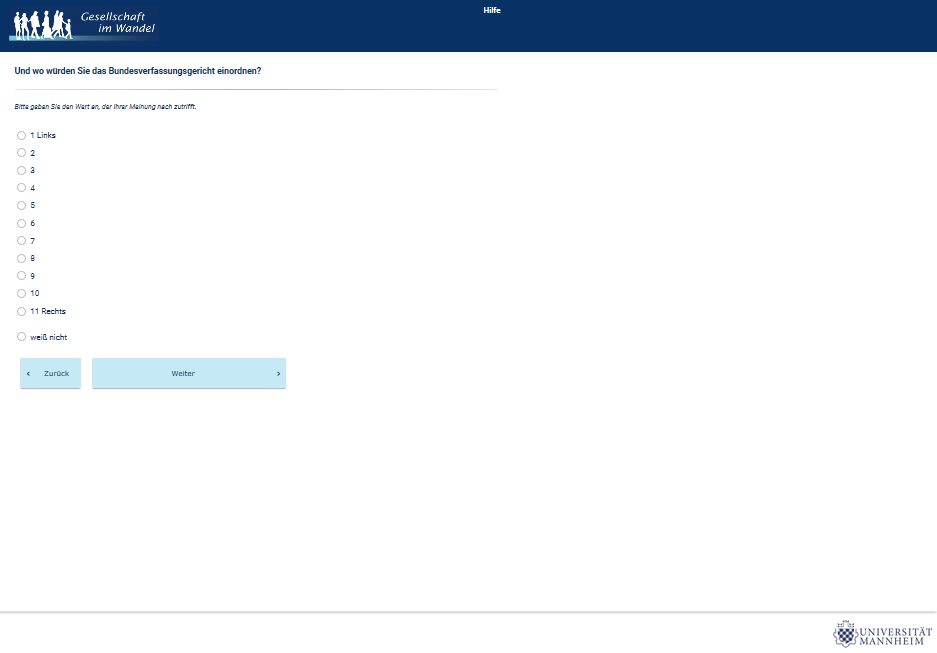 Gesellschaft
im Wandel
Hilfe
Und wo würden Sie das Bundesverfassungsgericht einordnen?
Bitte geben Sie den Wert an, der Ihrer Meinung nach zutrifft.
1 Links
2
3
4
5
6
7
8
9
10
11 Rechts
weiß nicht
‹ Zurück
Weiter ›
UNIVERSITÄT
MANNHEIM